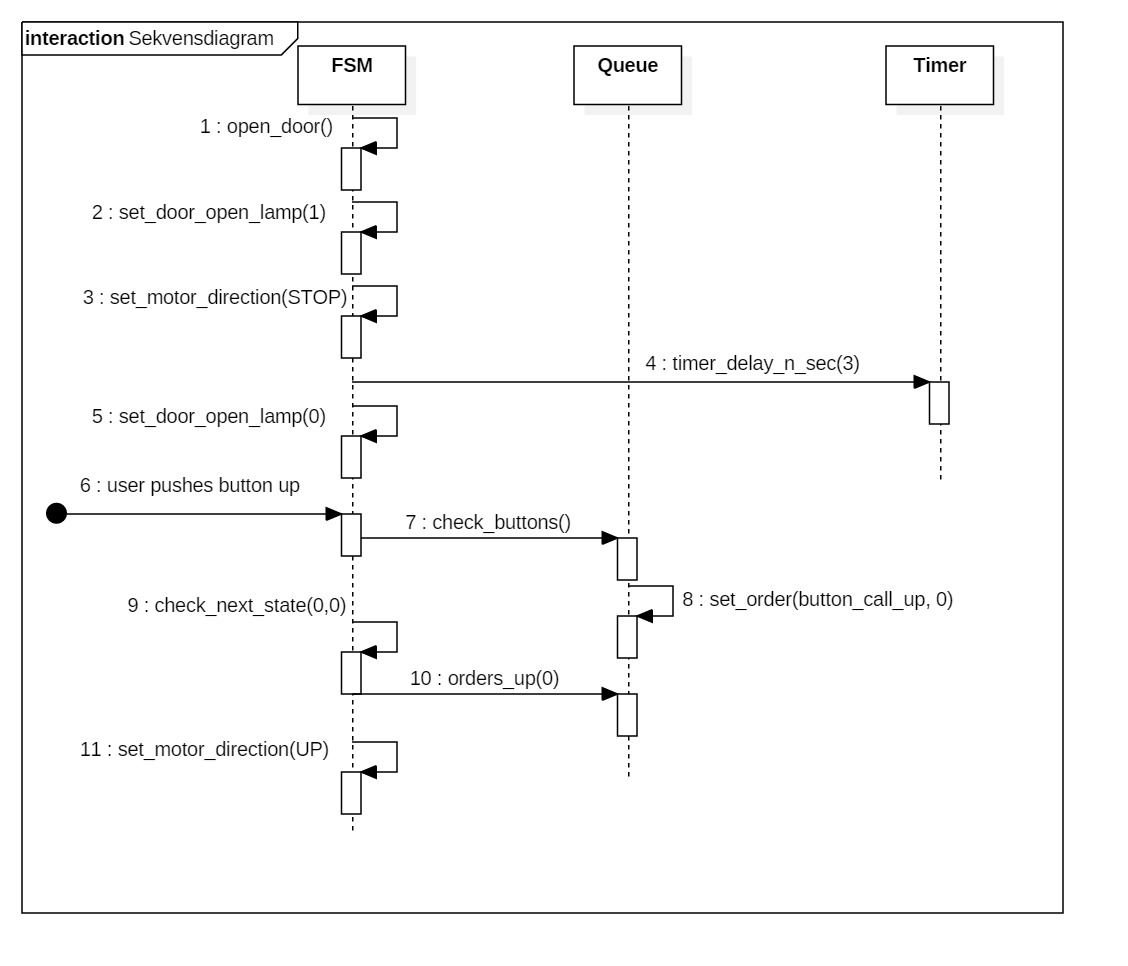 interaction Sekvensdiagram
FSM
Queue
Timer
1 : open_door()
2 : set_door_open_lamp(1)
3 : set_motor_direction(STOP)
4 : timer_delay_n_sec(3)
5 : set_door_open_lamp(0)
6 : user pushes button up
7 : check_buttons()
8 : set_order(button_call_up, 0)
9 : check_next_state(0,0)
10 : orders_up(0)
11 : set_motor_direction(UP)